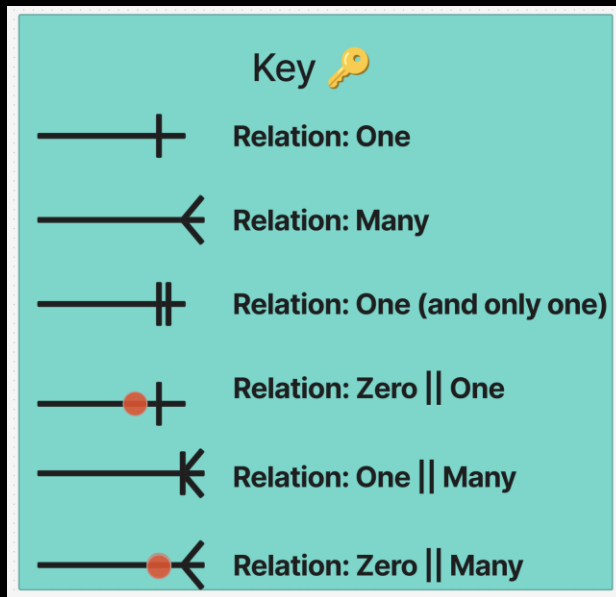 Key 🔑
Relation: One
Relation: Many
Relation: One (and only one)
Relation: Zero || One
Relation: One || Many
Relation: Zero || Many